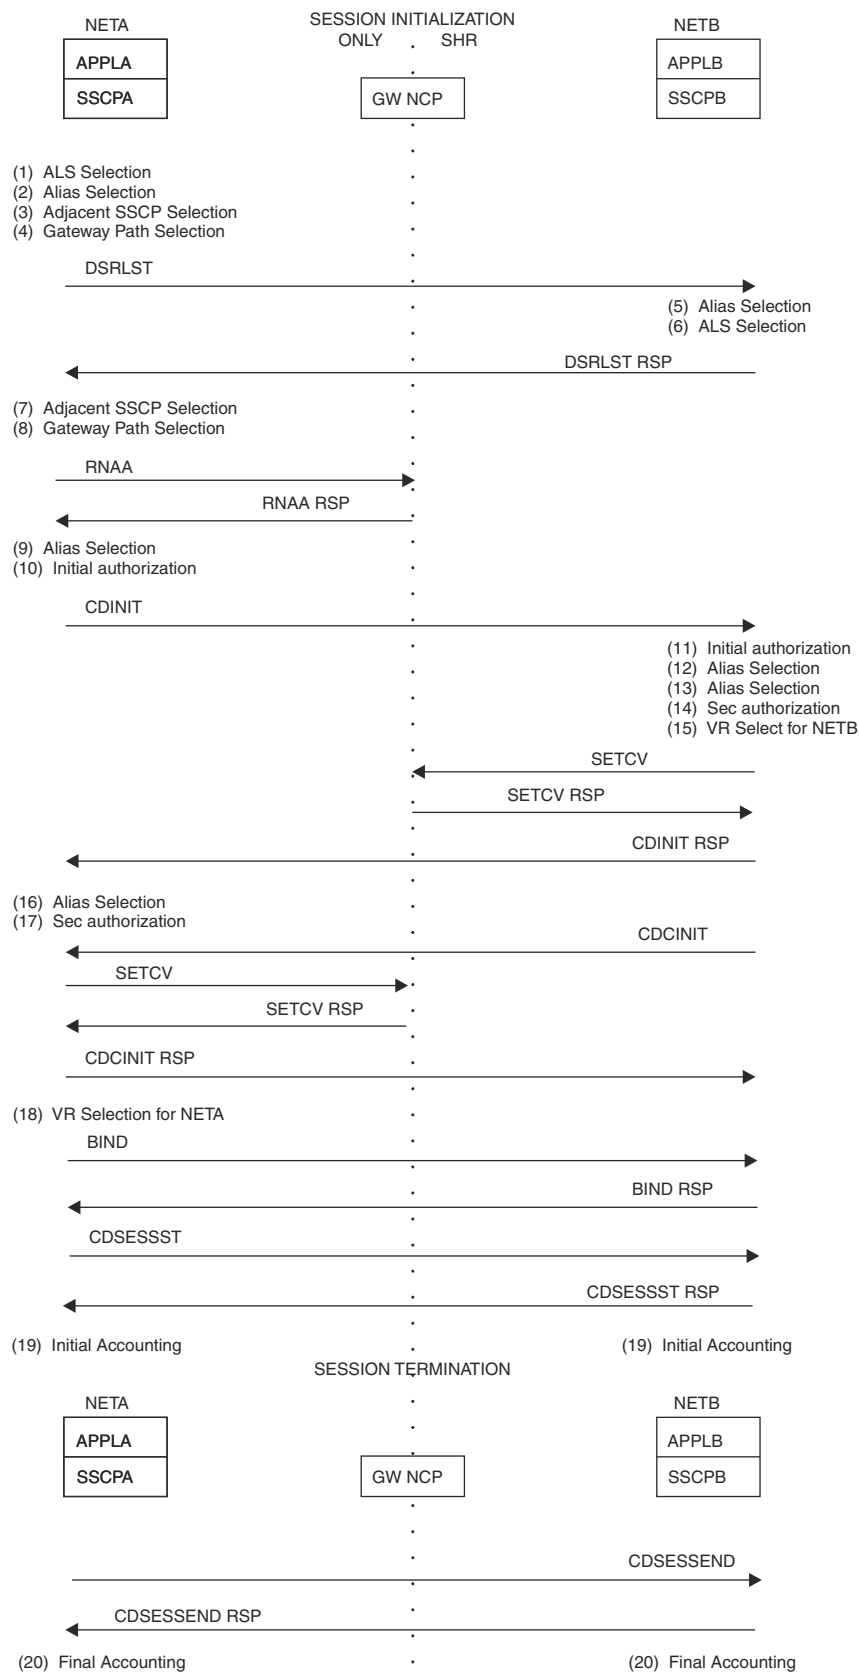 SESSION INITIALIZATION
NETA
NETB
ONLY SHR
APPLA
APPLB
SSCPA
GW NCP
SSCPB
(1) ALS Selection
(2) Alias Selection
(3) Adjacent SSCP Selection
(4) Gateway Path Selection
DSRLST
(5) Alias Selection
(6) ALS Selection
DSRLST RSP
(7) Adjacent SSCP Selection
(8) Gateway Path Selection
RNAA
RNAA RSP
(9) Alias Selection
(10) Initial authorization
CDINIT
(11) Initial authorization
(12) Alias Selection
(13) Alias Selection
(14) Sec authorization
(15) VR Select for NETB
SETCV
SETCV RSP
CDINIT RSP
(16) Alias Selection
(17) Sec authorization
CDCINIT
SETCV
SETCV RSP
CDCINIT RSP
(18) VR Selection for NETA
BIND
BIND RSP
CDSESSST
CDSESSST RSP
(19) Initial Accounting
(19) Initial Accounting
SESSION TERMINATION
NETA
NETB
APPLA
APPLB
SSCPA
GW NCP
SSCPB
CDSESSEND
CDSESSEND RSP
(20) Final Accounting
(20) Final Accounting